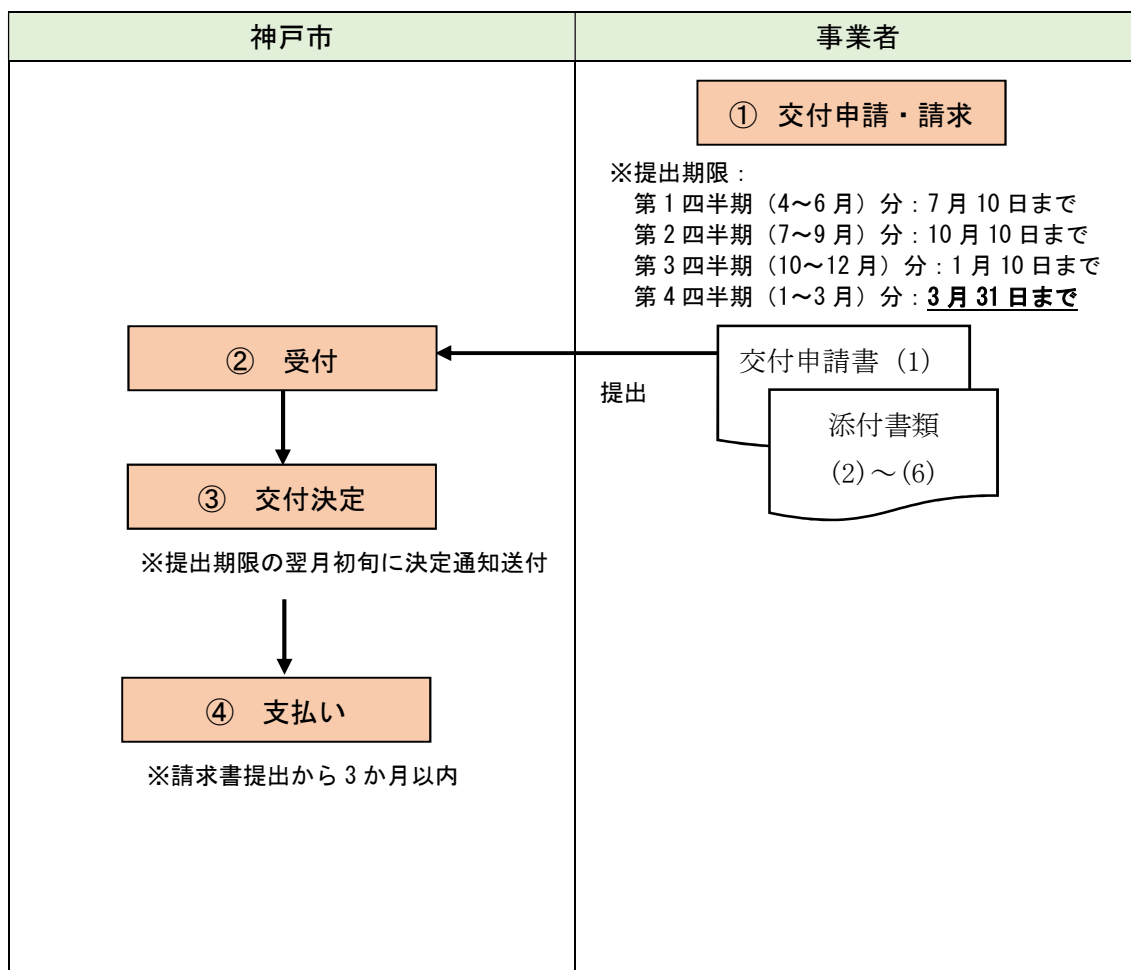 神戸市
事業者
① 交付申請・請求
※提出期限：
第1四半期（4～6月）分：7月10日まで
第2四半期（7～9月）分：10月10日まで
第3四半期（10～12月）分：1月10日まで
第4四半期（1～3月）分：3月31日まで
② 受付
提出
交付申請書 (1)
添付書類
(2)～(6)
③ 交付決定
※提出期限の翌月初旬に決定通知送付
④ 支払い
※請求書提出から3か月以内